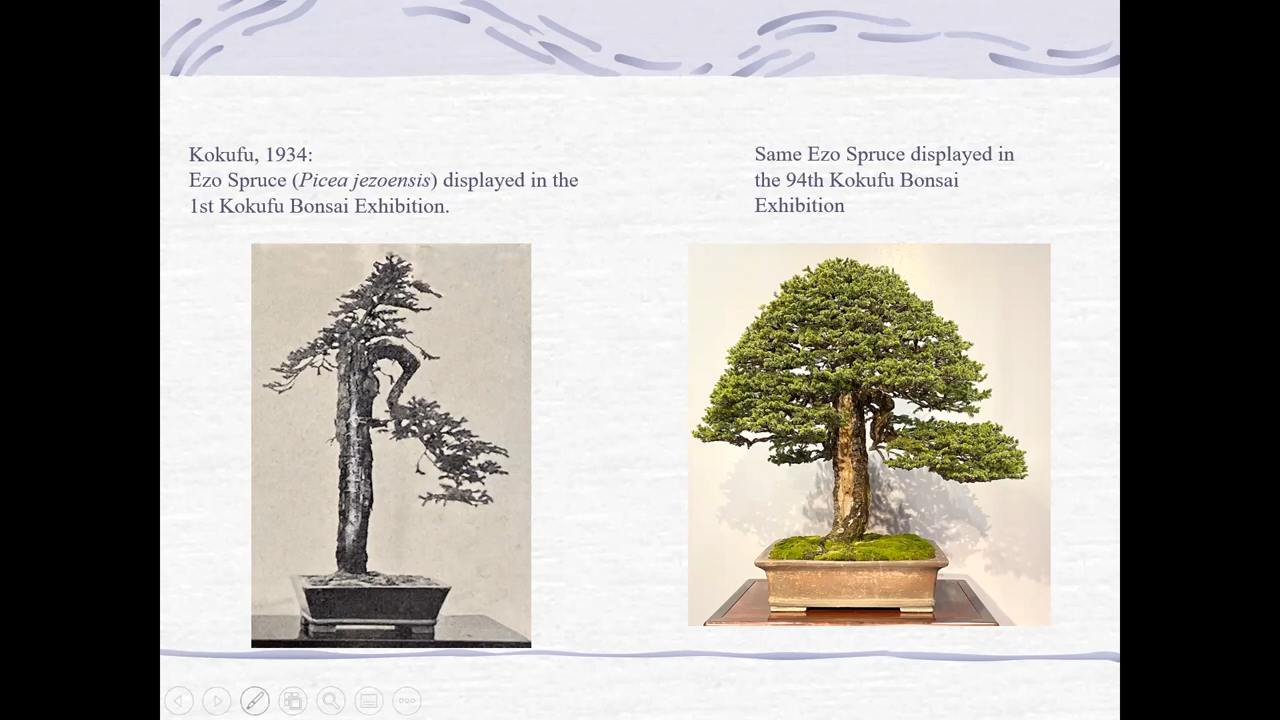 Kokufu, 1934:
Ezo Spruce (Picea jezoensis) displayed in the
1st Kokufu Bonsai Exhibition.
Same Ezo Spruce displayed in
the 94th Kokufu Bonsai
Exhibition